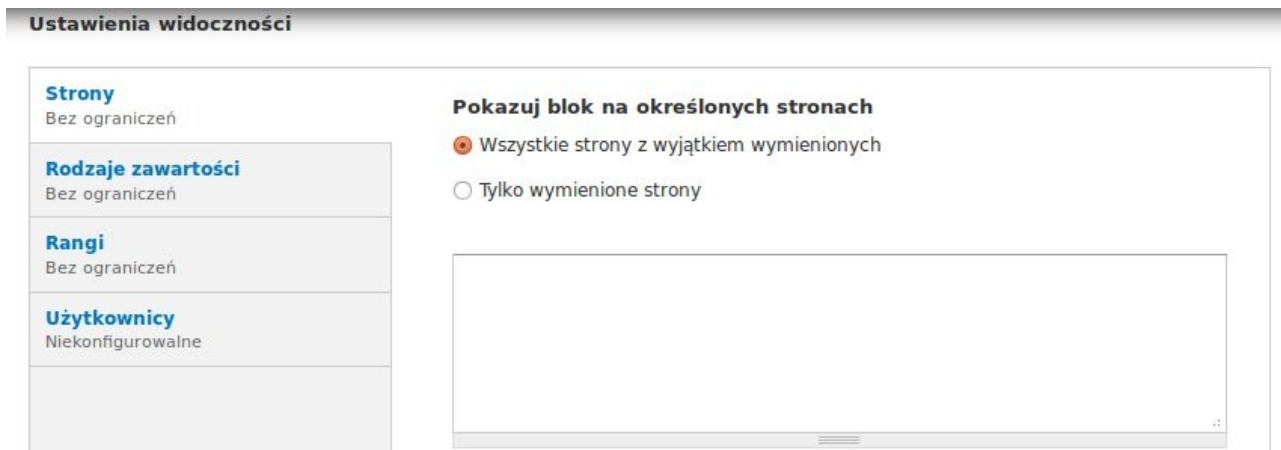 Ustawienia widoczności
Strony
Bez ograniczeń
Rodzaje zawartości
Bez ograniczeń
Rangi
Bez ograniczeń
Użytkownicy
Niekonfigurowalne
Pokazuj blok na określonych stronach
Wszystkie strony z wyjątkiem wymienionych
Tylko wymienione strony